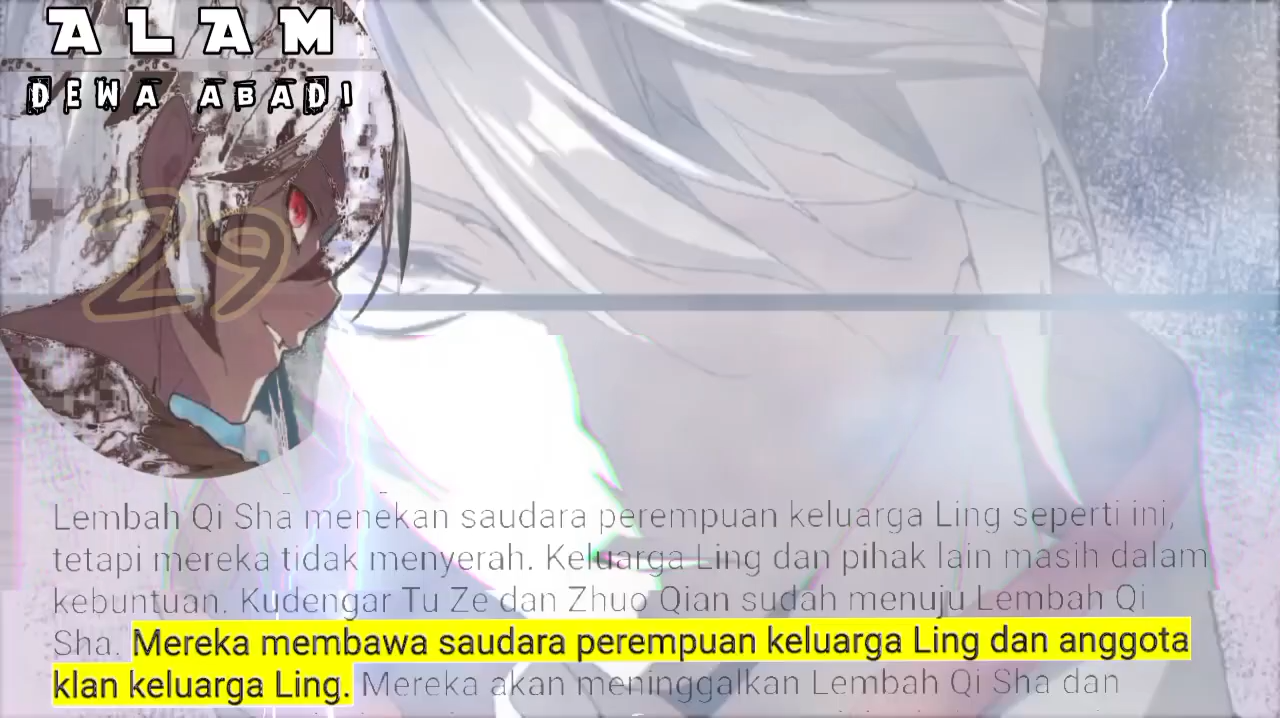 ALAM
DEWA ABADI
29
Lembah Qi Sha menekan saudara perempuan keluarga Ling seperti ini,
tetapi mereka tidak menyerah. Keluarga Ling dan pihak lain masih dalam
kebuntuan. Kudengar Tu Ze dan Zhuo Qian sudah menuju Lembah Qi
Sha. Mereka membawa saudara perempuan keluarga Ling dan anggota
klan keluarga Ling. Mereka akan meninggalkan Lembah Qi Sha dan